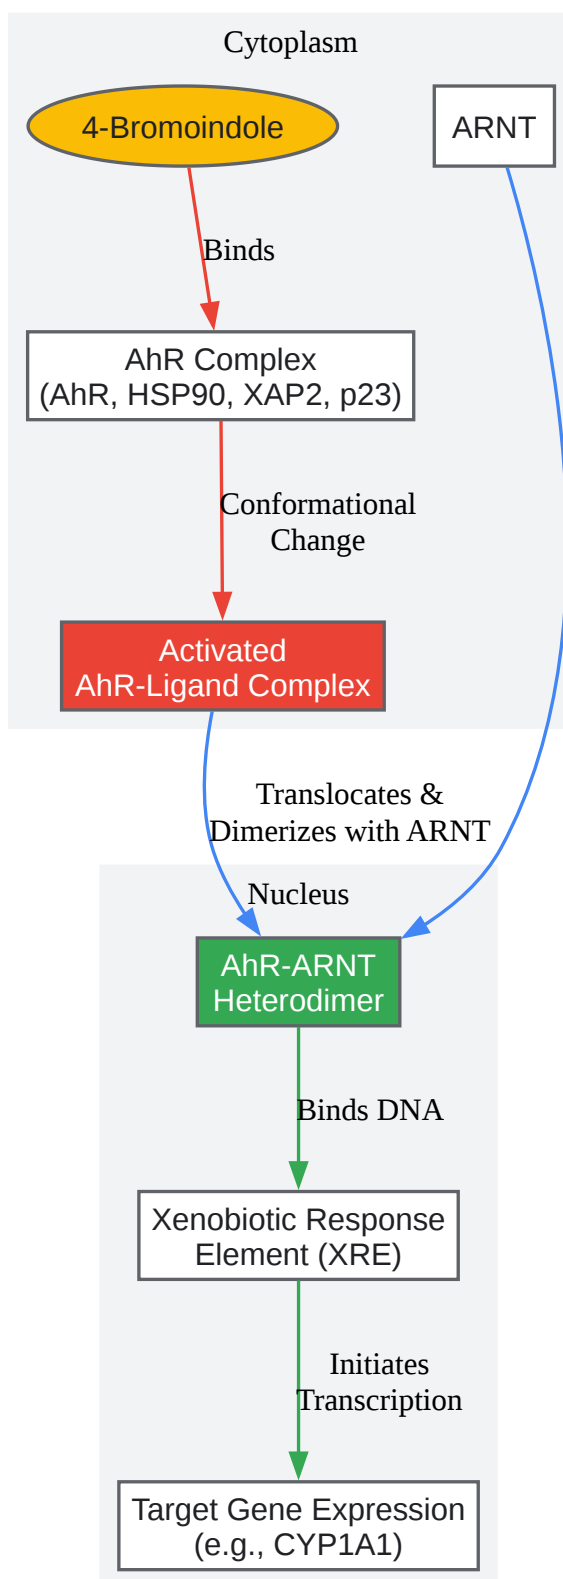 Cytoplasm
4-Bromoindole
ARNT
Binds
AhR Complex
(AhR, HSP90, XAP2, p23)
Conformational
Change
Activated
AhR-Ligand Complex
Translocates &
Dimerizes with ARNT
Nucleus
AhR-ARNT
Heterodimer
Binds DNA
Xenobiotic Response
Element (XRE)
Initiates
Transcription
Target Gene Expression
(e.g., CYP1A1)